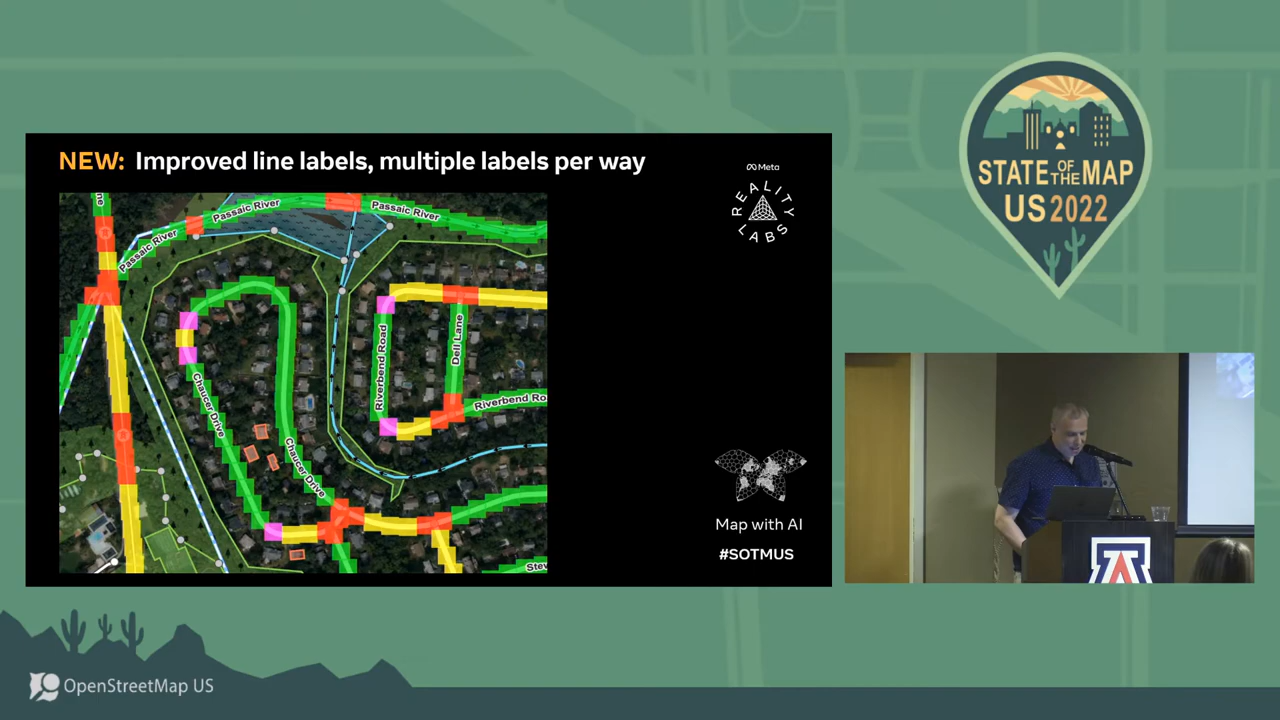 NEW: Improved line labels, multiple labels per way
Passaic River
Passaic River
Passaic River
Riverbend Road
Dell Lane
Riverbend Ro
Chaucer Drive
Chaucer Drive
Stev
ne
Meta
REALITY LABS
Map with AI
#SOTMUS
STATE OF THE MAP
US 2022
A
OpenStreetMap US